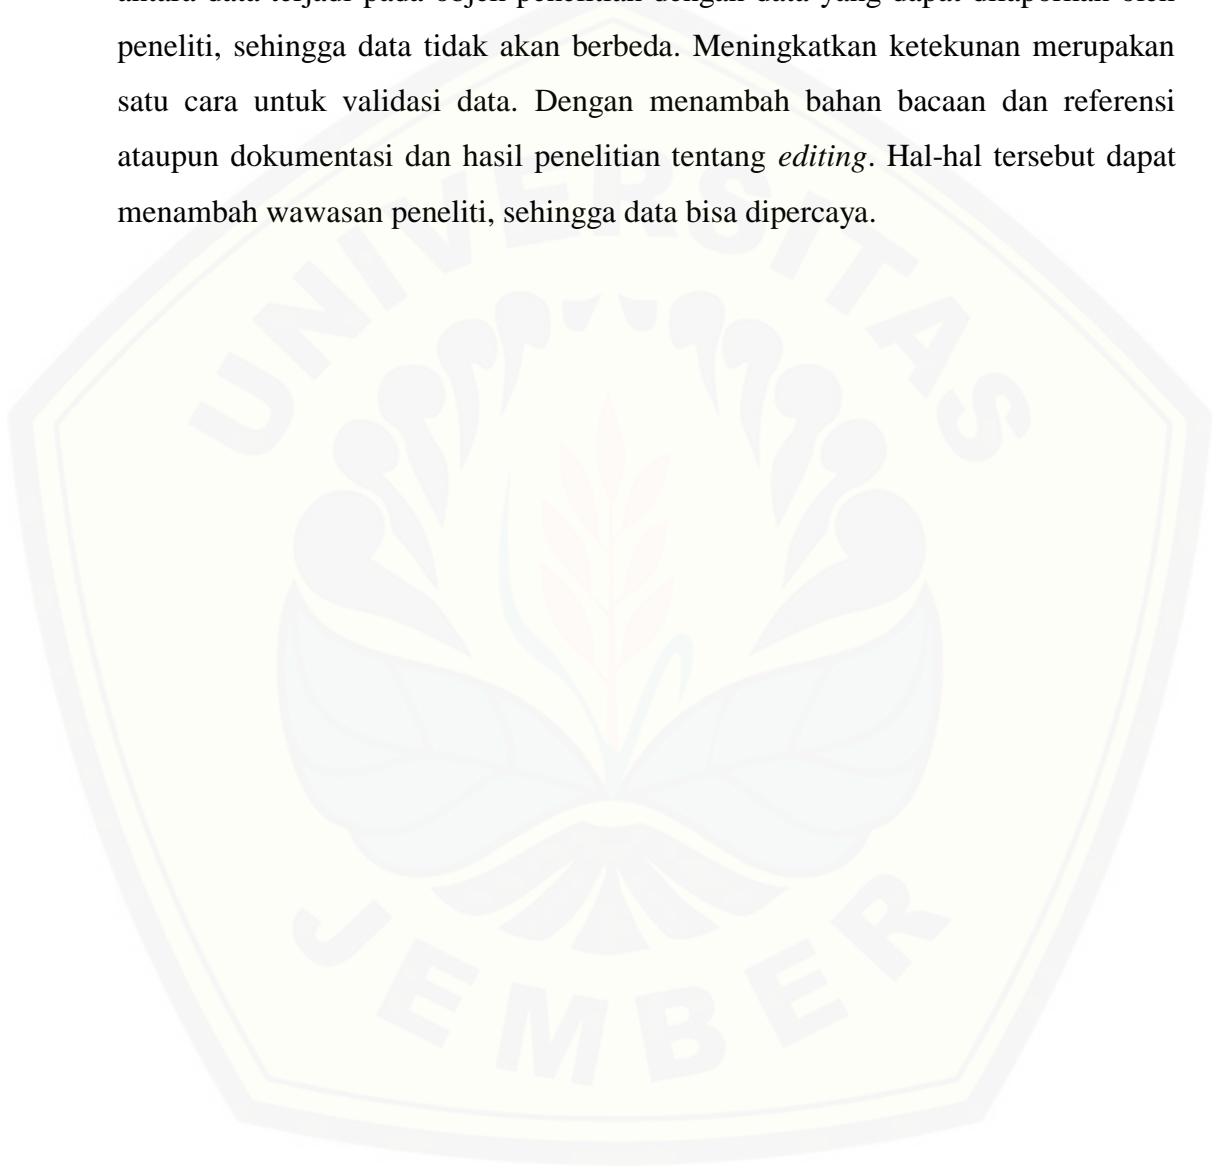 peneliti, sehingga data tidak akan berbeda. Meningkatkan ketekunan merupakan
satu cara untuk validasi data. Dengan menambah bahan bacaan dan referensi
ataupun dokumentasi dan hasil penelitian tentang editing. Hal-hal tersebut dapat
menambah wawasan peneliti, sehingga data bisa dipercaya.
UNIVERSITAS
JEMBER